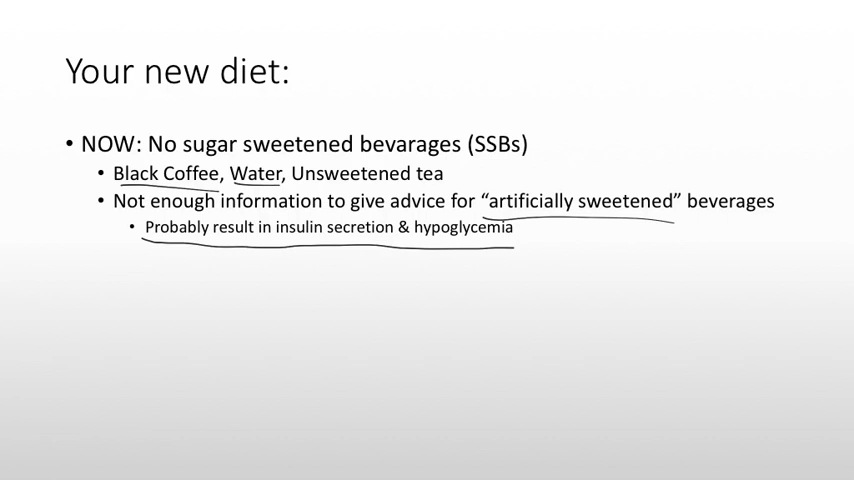 Your new diet:
• NOW: No sugar sweetened bevarages (SSBs)
• Black Coffee, Water, Unsweetened tea
• Not enough information to give advice for “artificially sweetened” beverages
• Probably result in insulin secretion & hypoglycemia